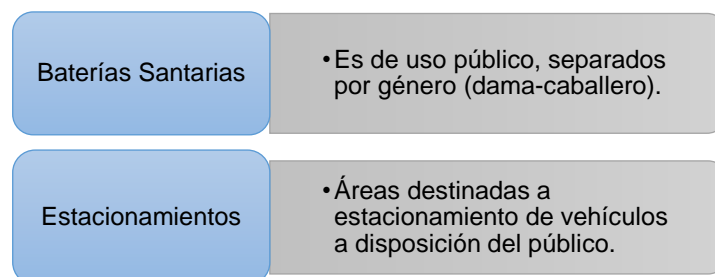 Baterías Santarias
•Es de uso público, separados
por género (dama-caballero).
Estacionamientos
•Áreas destinadas a
estacionamiento de vehículos
a disposición del público.